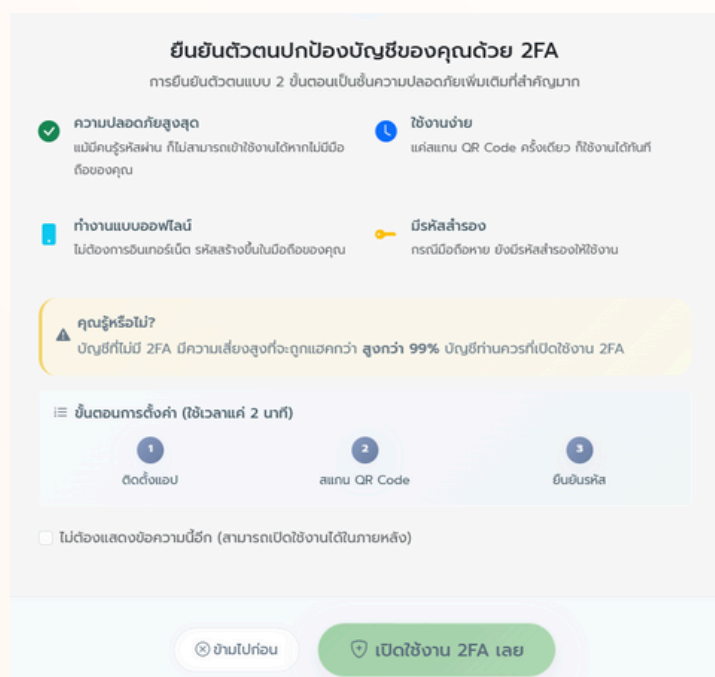 ยืนยันตัวตนปกป้องบัญชีของคุณด้วย 2FA
การยืนยันตัวตนแบบ 2 ขั้นตอนเป็นชั้นความปลอดภัยเพิ่มเติมที่สำคัญมาก
ความปลอดภัยสูงสุด
แม้มีคนรู้รหัสผ่าน ก็ไม่สามารถเข้าใช้งานได้หากไม่มีมือ
ถือของคุณ
ใช้งานง่าย
แค่สแกน QR Code ครั้งเดียว ก็ใช้งานได้ทันที
ทำงานแบบออฟไลน์
ไม่ต้องการอินเทอร์เน็ต รหัสสร้างขึ้นในมือถือของคุณ
มีรหัสสำรอง
กรณีมือถือหาย ยังมีรหัสสำรองให้ใช้งาน
คุณรู้หรือไม่?
บัญชีที่ไม่มี 2FA มีความเสี่ยงสูงที่จะถูกแฮคกว่า สูงกว่า 99% บัญชีท่านควรที่เปิดใช้งาน 2FA
ขั้นตอนการตั้งค่า (ใช้เวลาแค่ 2 นาที)
1
2
3
ติดตั้งแอป
สแกน QR Code
ยืนยันรหัส
ไม่ต้องแสดงข้อความนี้อีก (สามารถเปิดใช้งานได้ในภายหลัง)
ข้ามไปก่อน
เปิดใช้งาน 2FA เลย